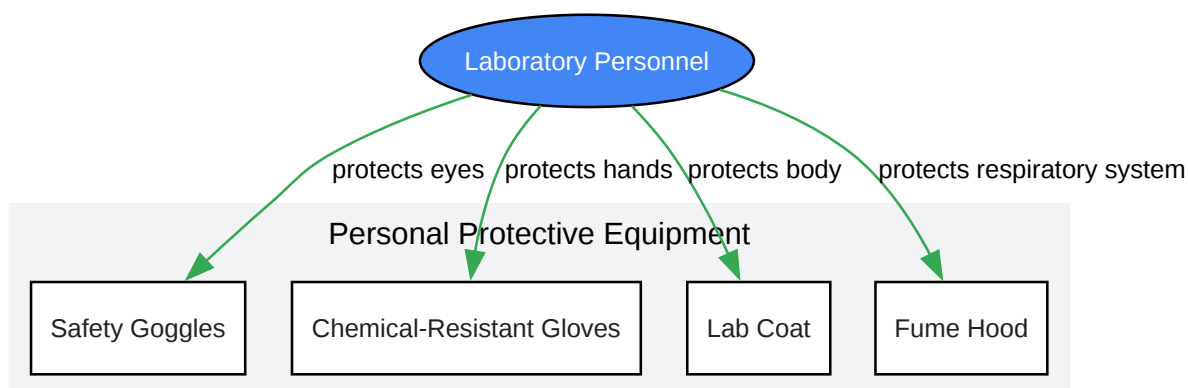 Laboratory Personnel
protects eyes
protects hands
protects body
protects respiratory system
Personal Protective Equipment
Safety Goggles
Chemical-Resistant Gloves
Lab Coat
Fume Hood